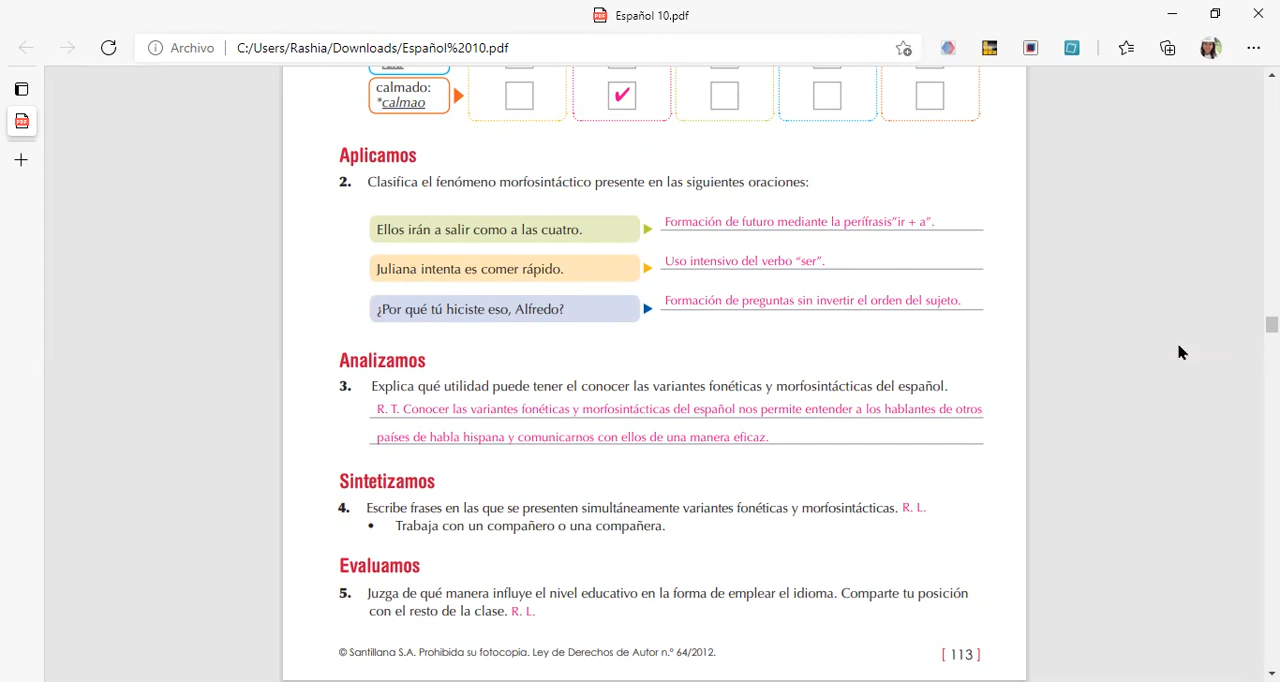 Español 10.pdf
Archivo C:/Users/Rashia/Downloads/Español%2010.pdf
calmado:
*calmao
Aplicamos
2. Clasifica el fenómeno morfosintáctico presente en las siguientes oraciones:
Ellos irán a salir como a las cuatro. Formación de futuro mediante la perífrasis"ir + a".
Juliana intenta es comer rápido. Uso intensivo del verbo “ser”.
¿Por qué tú hiciste eso, Alfredo? Formación de preguntas sin invertir el orden del sujeto.
Analizamos
3. Explica qué utilidad puede tener el conocer las variantes fonéticas y morfosintácticas del español.
R. T. Conocer las variantes fonéticas y morfosintácticas del español nos permite entender a los hablantes de otros
países de habla hispana y comunicarnos con ellos de una manera eficaz.
Sintetizamos
4. Escribe frases en las que se presenten simultáneamente variantes fonéticas y morfosintácticas. R. L.
• Trabaja con un compañero o una compañera.
Evaluamos
5. Juzga de qué manera influye el nivel educativo en la forma de emplear el idioma. Comparte tu posición
con el resto de la clase. R. L.
© Santillana S.A. Prohibida su fotocopia. Ley de Derechos de Autor n.° 64/2012.
[ 113 ]